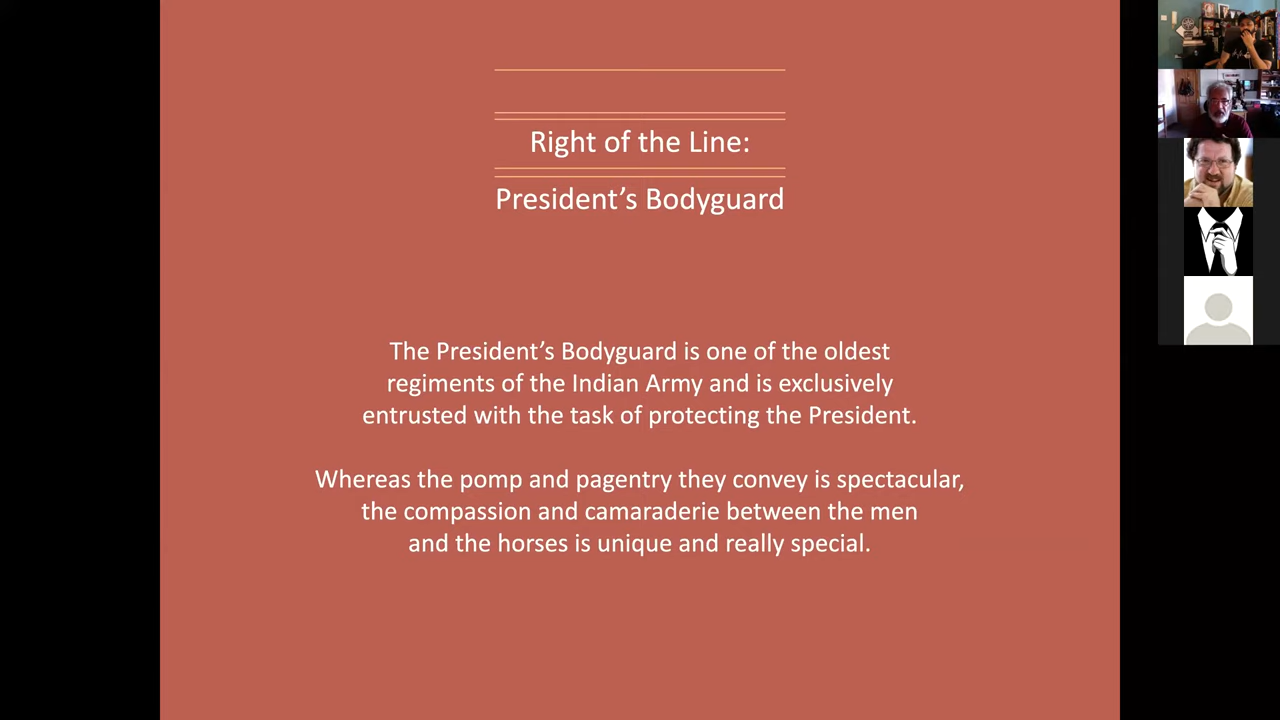 Right of the Line:
President’s Bodyguard
The President’s Bodyguard is one of the oldest
regiments of the Indian Army and is exclusively
entrusted with the task of protecting the President.
Whereas the pomp and pagentry they convey is spectacular,
the compassion and camaraderie between the men
and the horses is unique and really special.